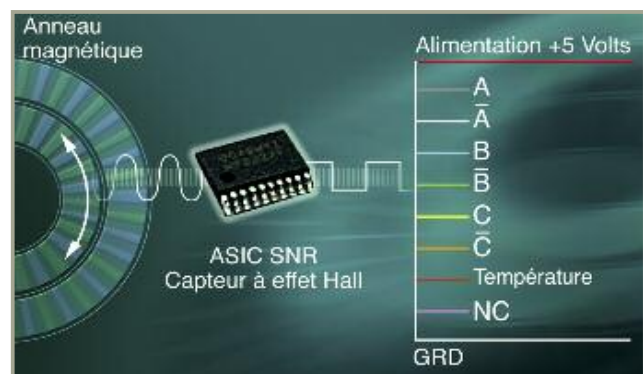 Anneau
magnétique
Alimentation +5 Volts
A
A̅
B
B̅
C
C̅
Température
NC
GRD
ASIC SNR
Capteur à effet Hall